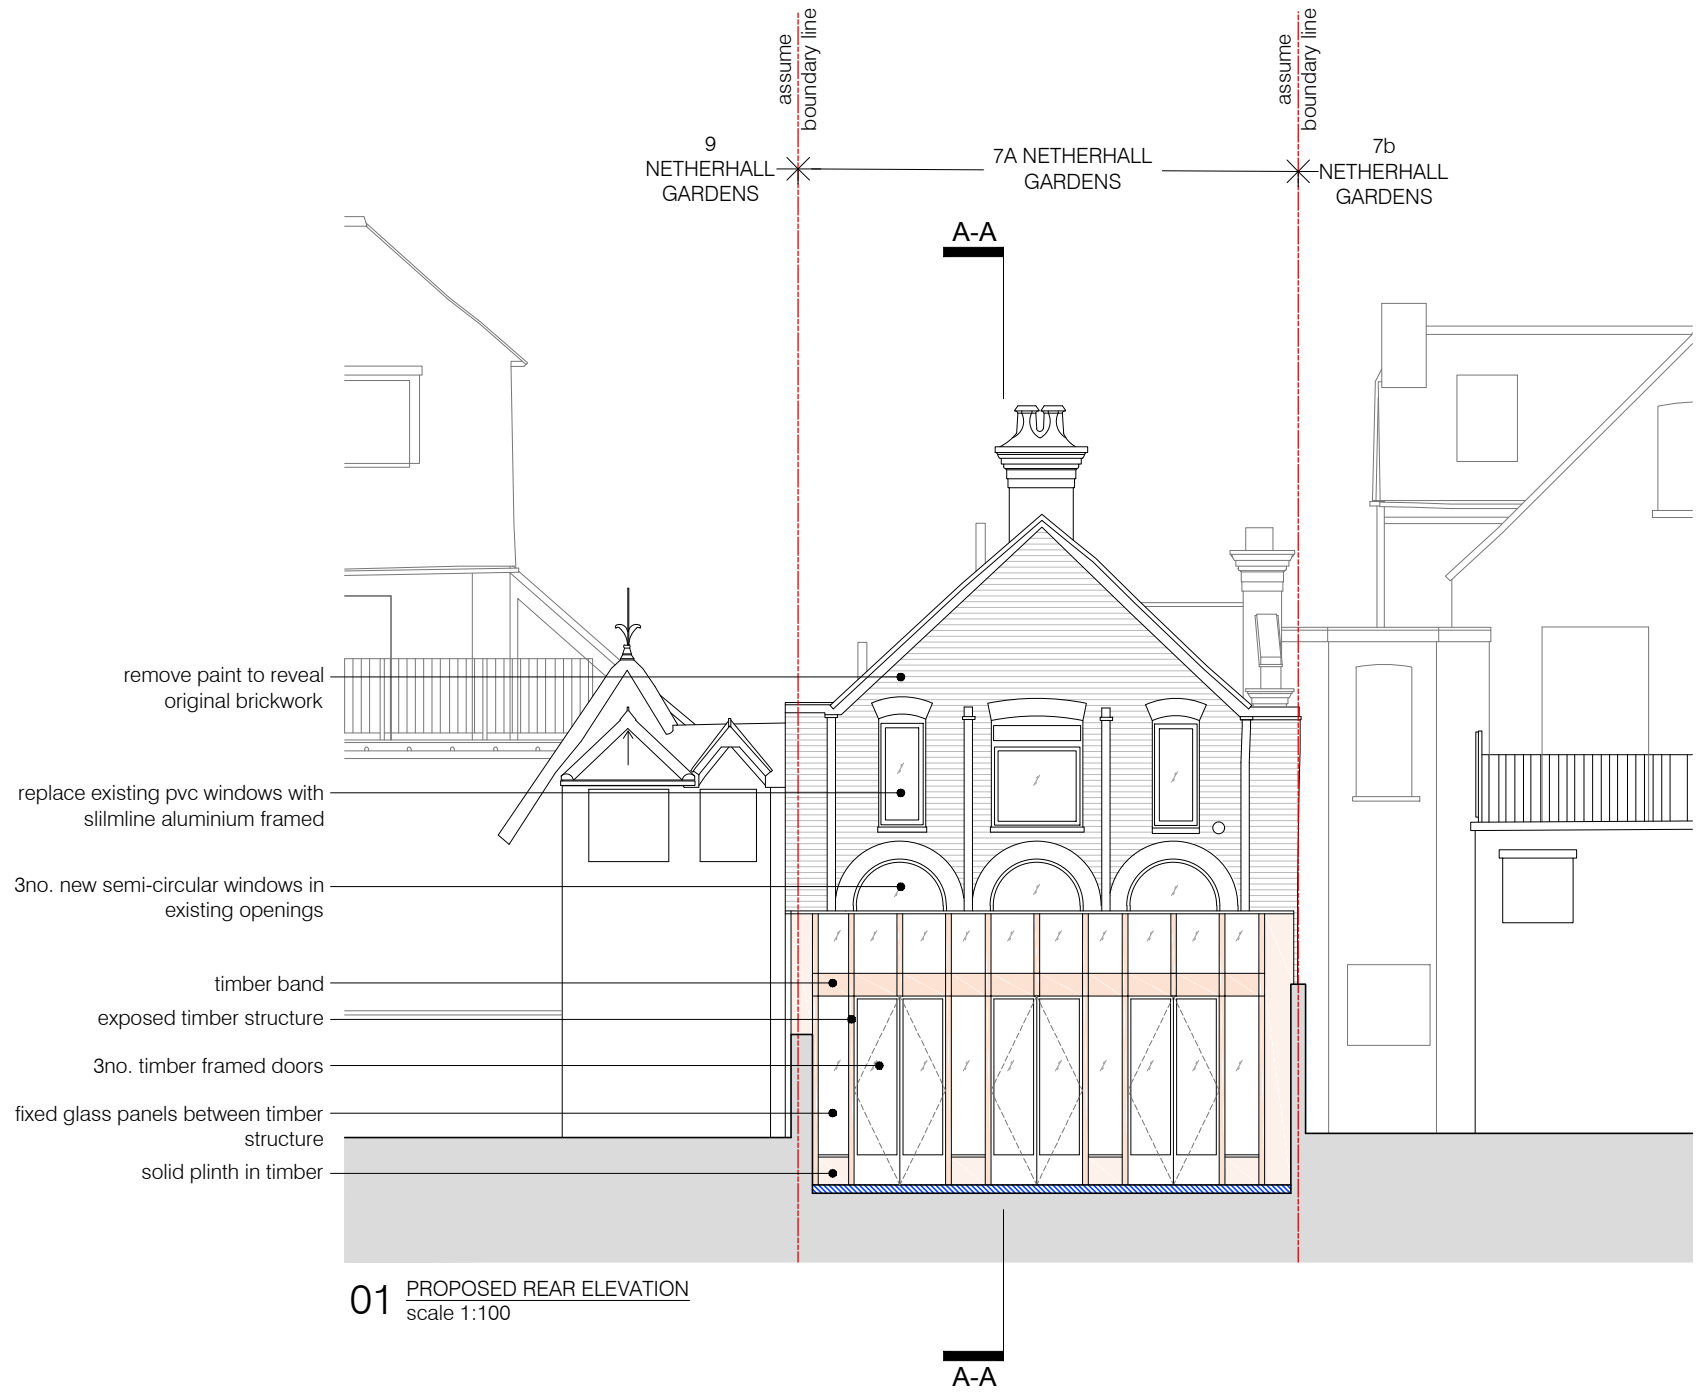 assume
boundary line
assume
boundary line
9
NETHERHALL
GARDENS
7A NETHERHALL
GARDENS
7b
NETHERHALL
GARDENS
A-A
remove paint to reveal
original brickwork
replace existing pvc windows with
slilmline aluminium framed
3no. new semi-circular windows in
existing openings
timber band
exposed timber structure
3no. timber framed doors
fixed glass panels between timber
structure
solid plinth in timber
01 PROPOSED REAR ELEVATION
scale 1:100
A-A